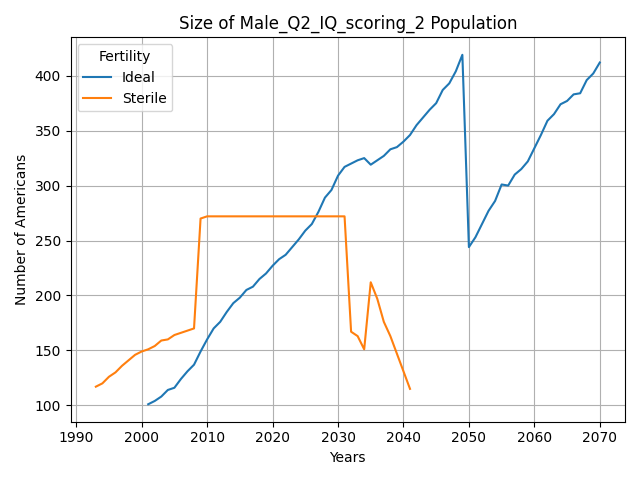 Size of Male_Q2_IQ_scoring_2 Population
Fertility
Ideal
Sterile
Number of Americans
400
350
300
250
200
150
100
1990 2000 2010 2020 2030 2040 2050 2060 2070
Years